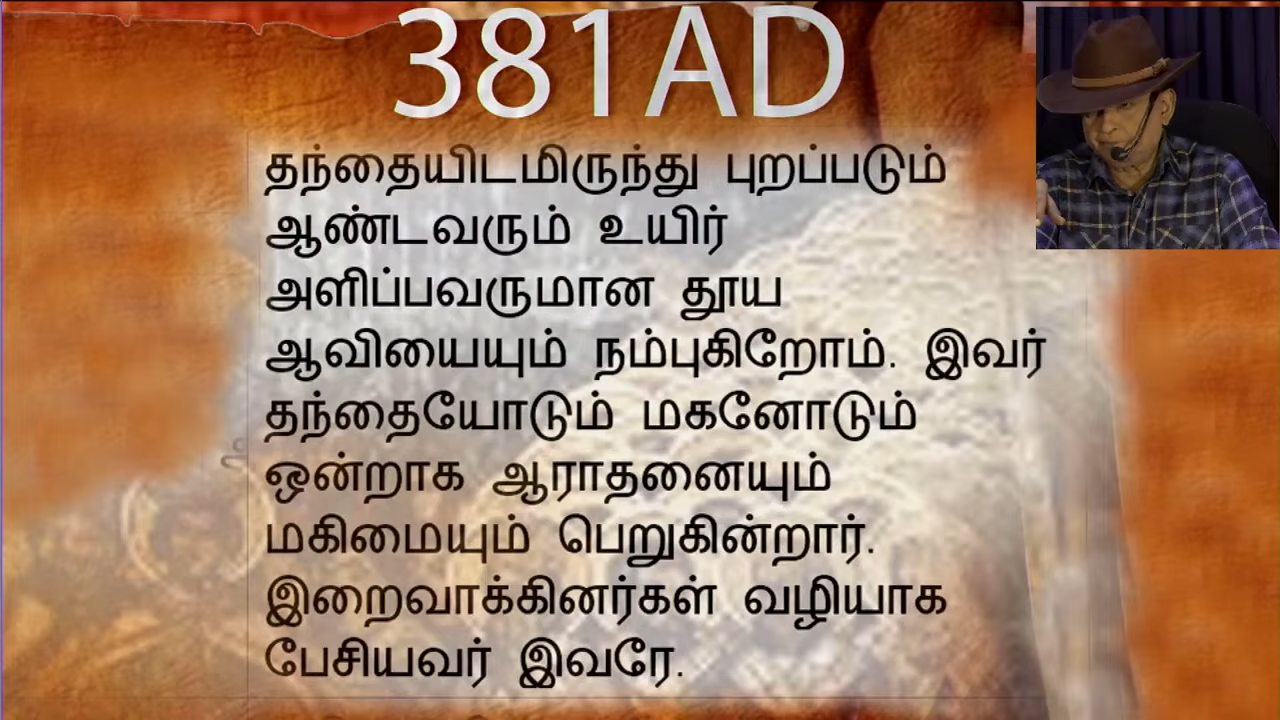 381AD
தந்தையிடமிருந்து புறப்படும்
ஆண்டவரும் உயிர்
அளிப்பவருமான தூய
ஆவியையும் நம்புகிறோம். இவர்
தந்தையோடும் மகனோடும்
ஒன்றாக ஆராதனையும்
மகிமையும் பெறுகின்றார்.
இறைவாக்கினர்கள் வழியாக
பேசியவர் இவரே.